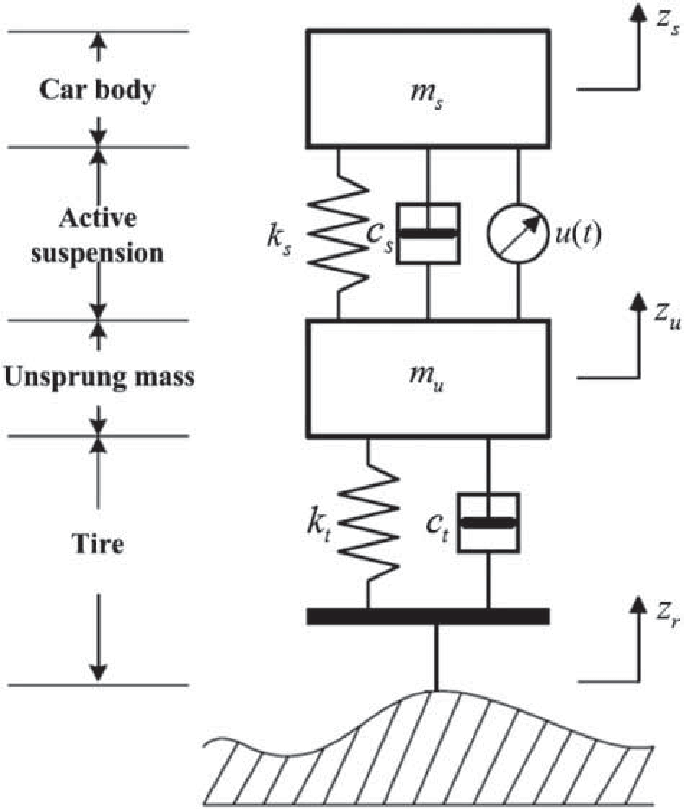 Car body
Active
suspension
Unsprung mass
Tire
m_s
z_s
k_s
c_s
u(t)
z_u
m_u
k_t
c_t
z_r